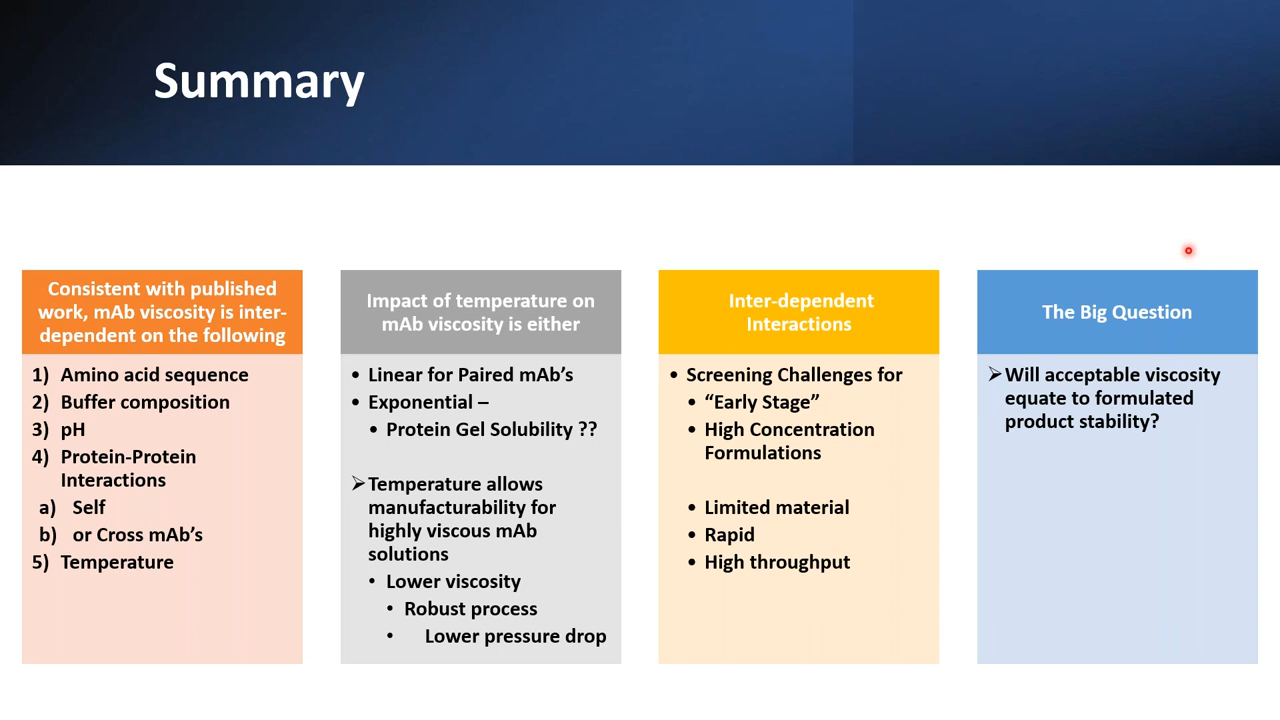 Summary
Consistent with published
work, mAb viscosity is inter-
dependent on the following
1) Amino acid sequence
2) Buffer composition
3) pH
4) Protein-Protein
Interactions
a) Self
b) or Cross mAb’s
5) Temperature
Impact of temperature on
mAb viscosity is either
• Linear for Paired mAb’s
• Exponential –
• Protein Gel Solubility ??
➢Temperature allows
manufacturability for
highly viscous mAb
solutions
• Lower viscosity
• Robust process
• Lower pressure drop
Inter-dependent
Interactions
• Screening Challenges for
• “Early Stage”
• High Concentration
Formulations
• Limited material
• Rapid
• High throughput
The Big Question
➢Will acceptable viscosity
equate to formulated
product stability?